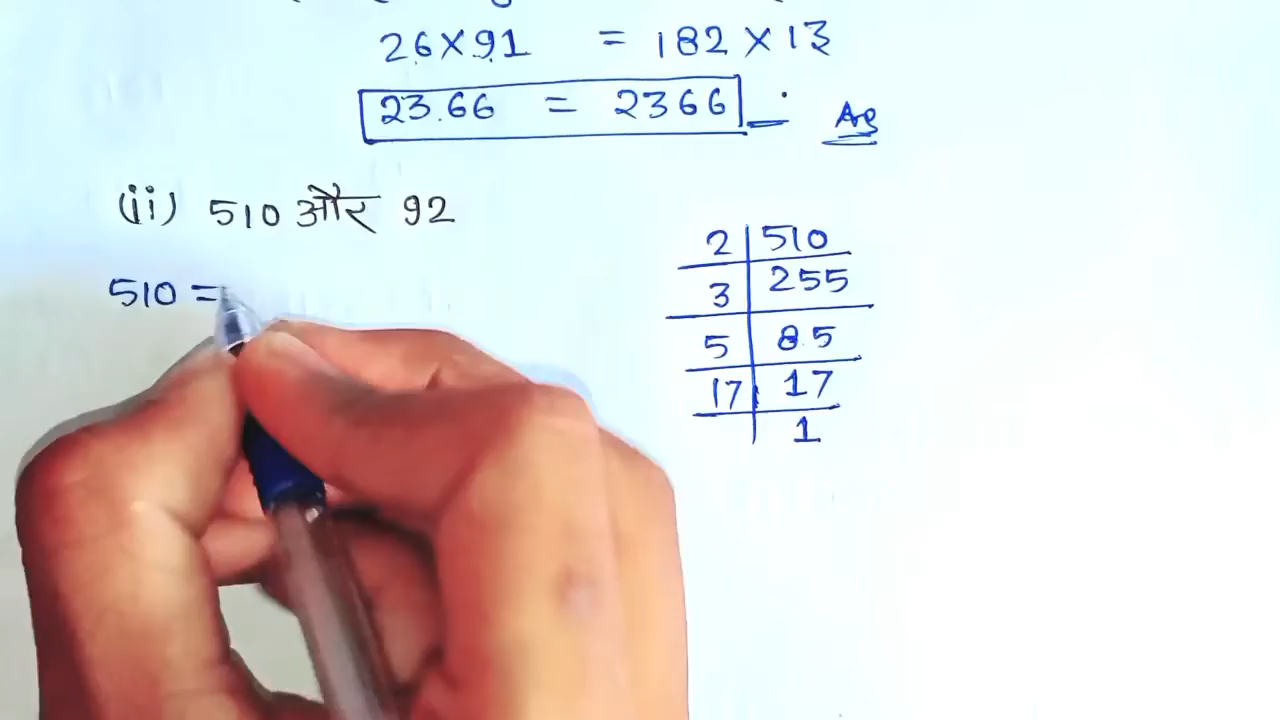 26×91 = 182×13
23.66 = 2366
(ii) 510 और 92
510 =
2 510
3 255
5 85
17 17
1